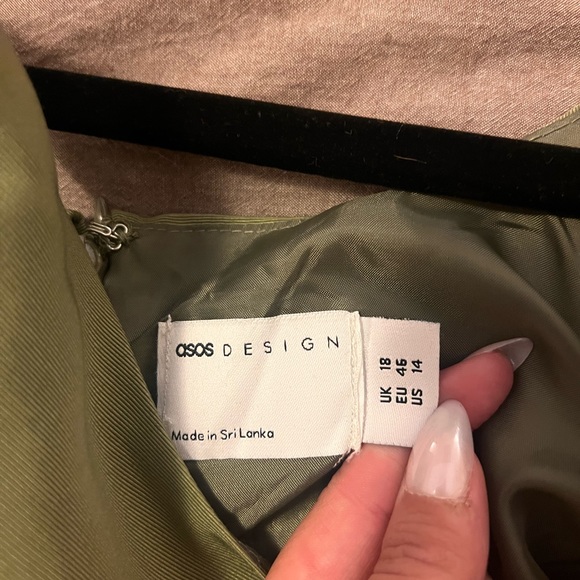 asos DESIGN
Made in Sri Lanka
UK 18
EU 46
US 14